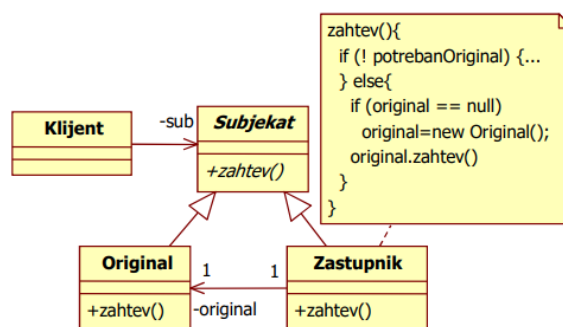 Klijent
-sub
Subjekat
+zahtev()
zahtev(){
if (! potrebanOriginal) {...
} else{
if (original == null)
original=new Original();
original.zahtev()
}
}
Original
+zahtev()
1
1
-original
Zastupnik
+zahtev()